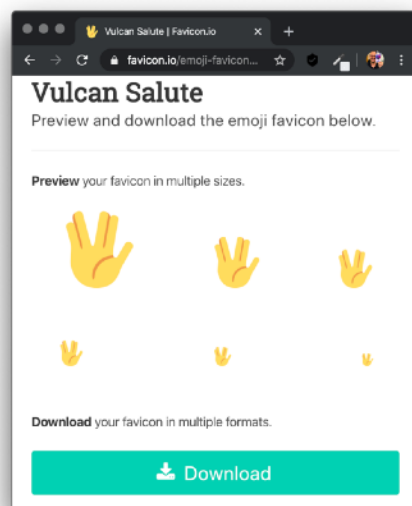 Vulcan Salute | Favicon.io
favicon.io/emoji-favicon...
Vulcan Salute
Preview and download the emoji favicon below.
Preview your favicon in multiple sizes.
Download your favicon in multiple formats.
Download